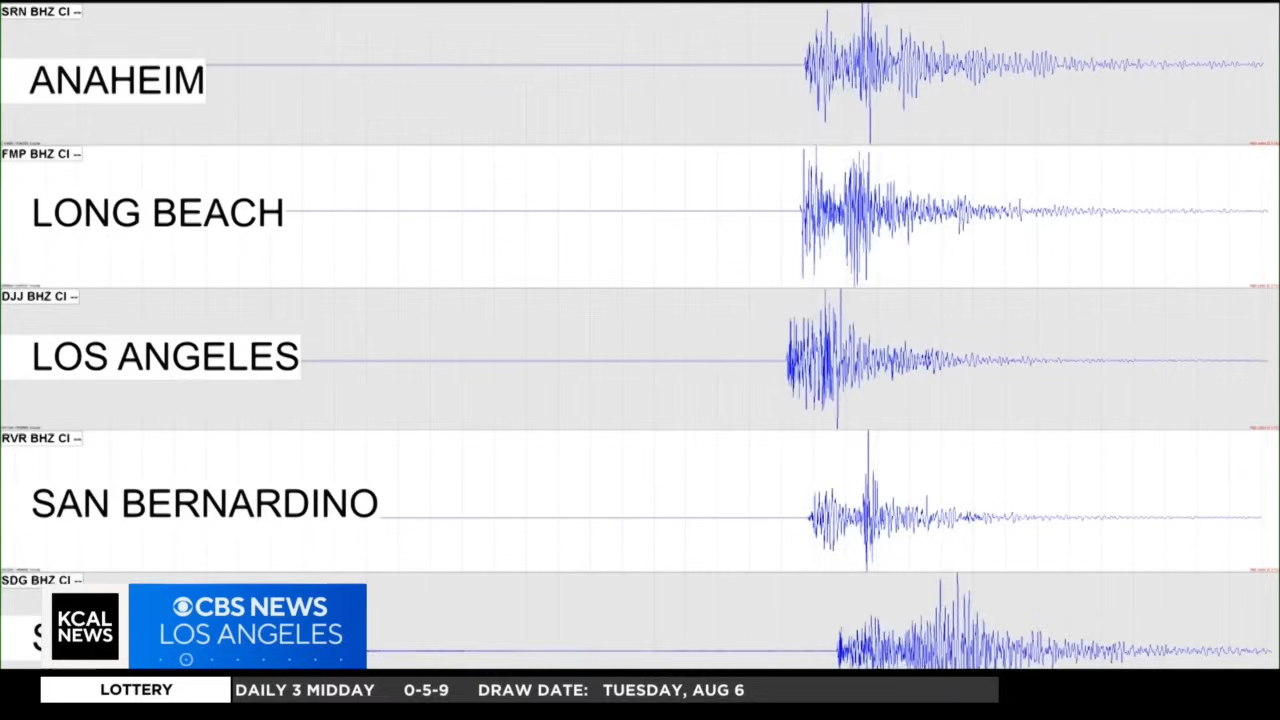 SRN BHZ CI --
ANAHEIM
FMP BHZ CI --
LONG BEACH
DJJ BHZ CI --
LOS ANGELES
RVR BHZ CI --
SAN BERNARDINO
SDG BHZ CI --
S
KCAL
NEWS
CBS NEWS
LOS ANGELES
LOTTERY DAILY 3 MIDDAY 0-5-9 DRAW DATE: TUESDAY, AUG 6